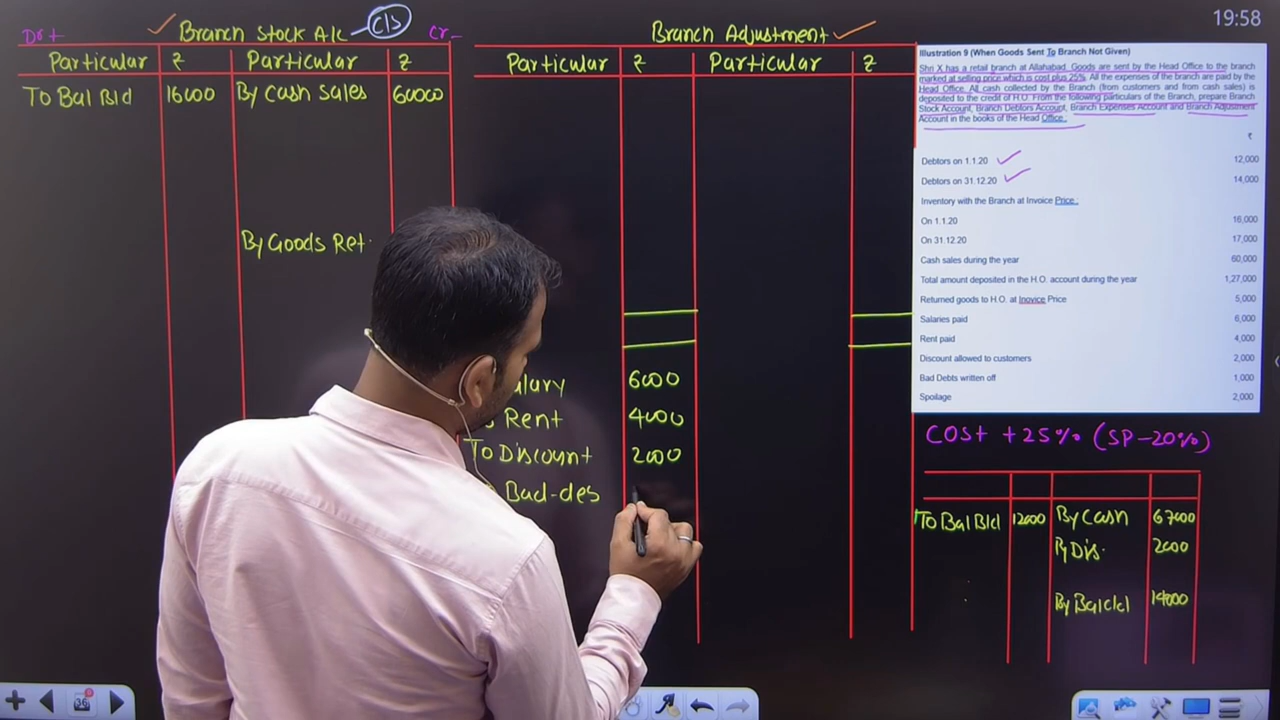 19:58
Dr+ Branch Stock A/c C/S Cr-
Particular ₹ Particular ₹
To Bal B/d 16000 By Cash Sales 60000
By Goods Ret.
Branch Adjustment
Particular ₹ Particular ₹
lary 6000
Rent 4000
To Discount 2000
Bad-des
Illustration 9 (When Goods Sent To Branch Not Given)
Shri X has a retail branch at Allahabad. Goods are sent by the Head Office to the branch
marked at selling price which is cost plus 25%. All the expenses of the branch are paid by the
Head Office. All cash collected by the Branch (from customers and from cash sales) is
deposited to the credit of H.O. From the following particulars of the Branch, prepare Branch
Stock Account, Branch Debtors Account, Branch Expenses Account and Branch Adjustment
Account in the books of the Head Office.
₹
Debtors on 1.1.20 12,000
Debtors on 31.12.20 14,000
Inventory with the Branch at Invoice Price.
On 1.1.20 16,000
On 31.12.20 17,000
Cash sales during the year 60,000
Total amount deposited in the H.O. account during the year 1,27,000
Returned goods to H.O. at Inovice Price 5,000
Salaries paid 6,000
Rent paid 4,000
Discount allowed to customers 2,000
Bad Debts written off 1,000
Spoilage 2,000
COST +25% (SP-20%)
To Bal B/d 12000 By Cash 67000
By Dis. 2000
By Bal c/d 14000
36